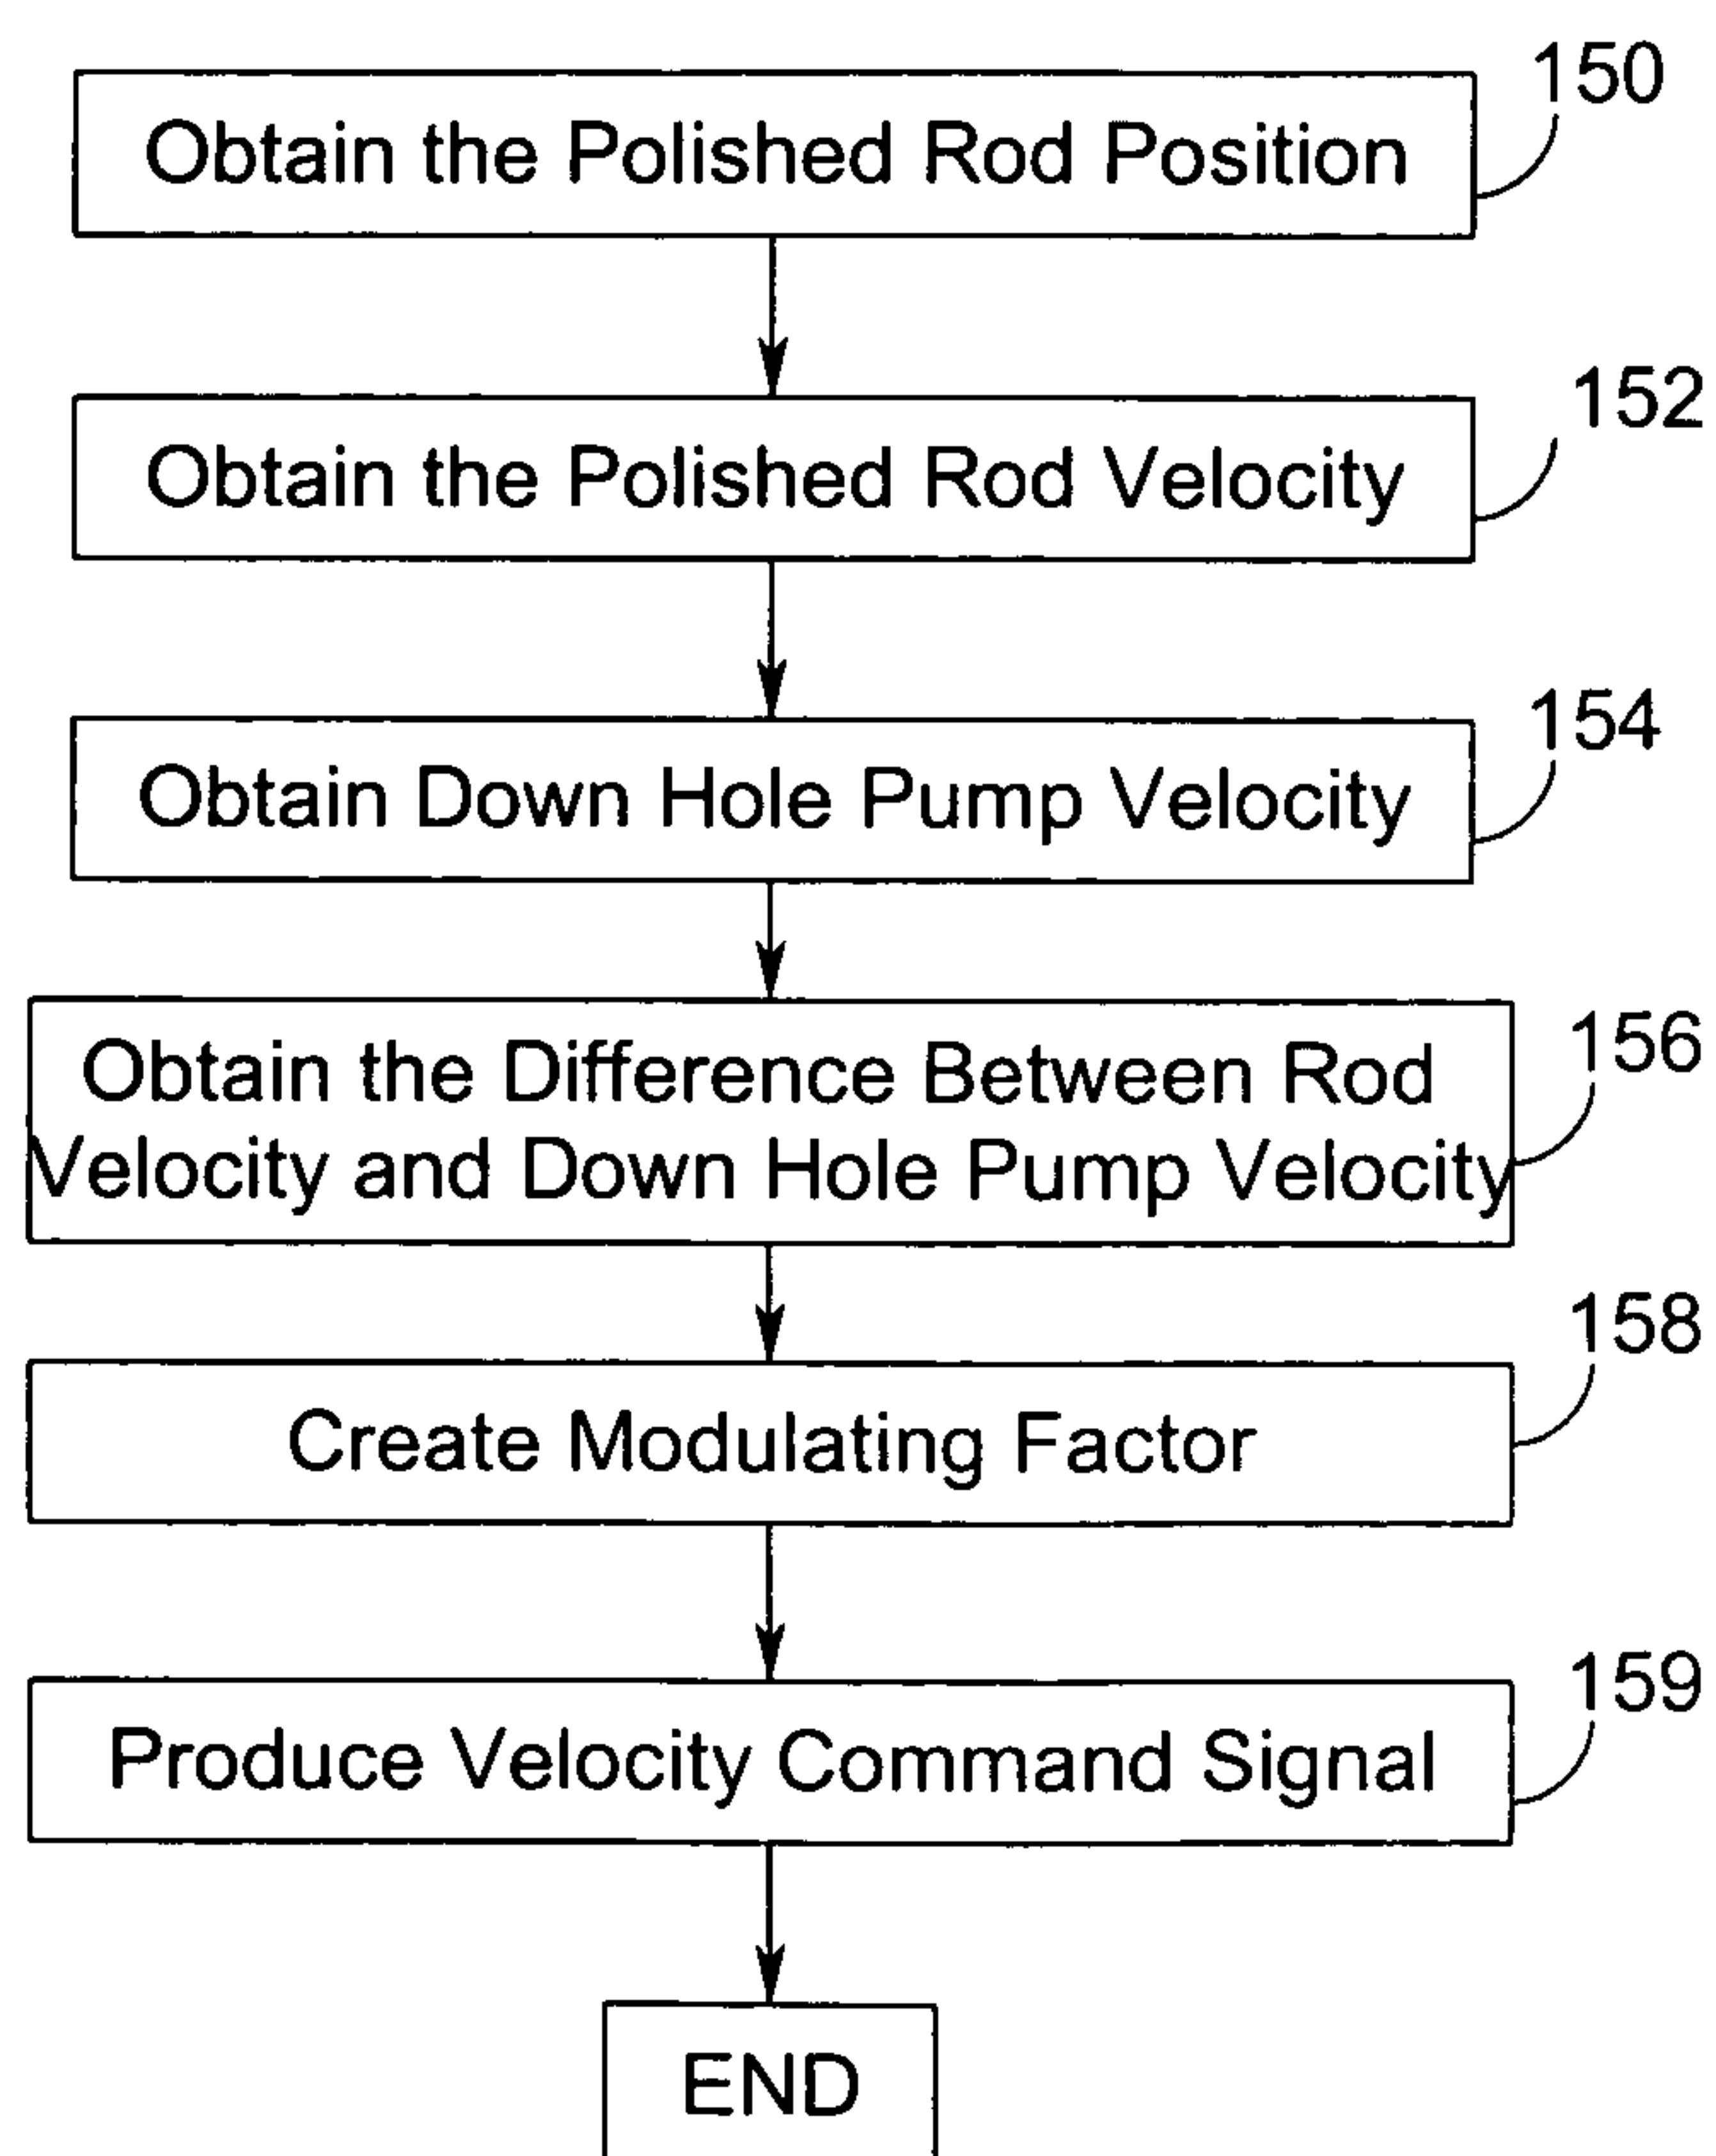 150
Obtain the Polished Rod Position
152
Obtain the Polished Rod Velocity
154
Obtain Down Hole Pump Velocity
156
Obtain the Difference Between Rod
Velocity and Down Hole Pump Velocity
158
Create Modulating Factor
159
Produce Velocity Command Signal
END